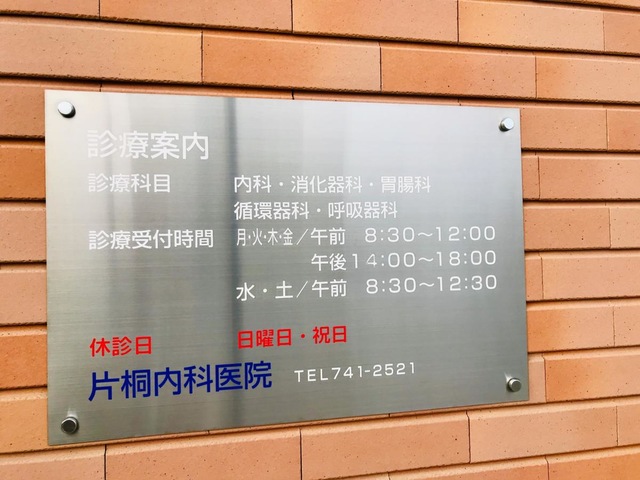 診療案内
診療科目 内科・消化器科・胃腸科
循環器科・呼吸器科
診療受付時間 月・火・木・金/午前 8:30～12:00
午後14:00～18:00
水・土/午前 8:30～12:30
休診日 日曜日・祝日
片桐内科医院 TEL741-2521